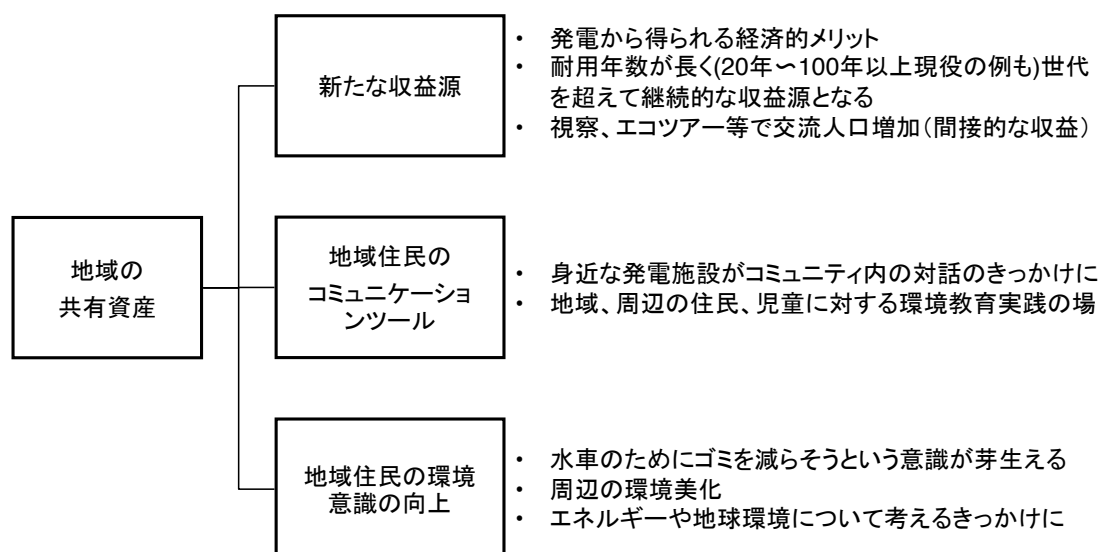 新たな収益源
・ 発電から得られる経済的メリット
・ 耐用年数が長く(20年〜100年以上現役の例も)世代
を超えて継続的な収益源となる
・ 視察、エコツアー等で交流人口増加(間接的な収益)
地域の
共有資産
地域住民の
コミュニケーショ
ンツール
・ 身近な発電施設がコミュニティ内の対話のきっかけに
・ 地域、周辺の住民、児童に対する環境教育実践の場
地域住民の環境
意識の向上
・ 水車のためにゴミを減らそうという意識が芽生える
・ 周辺の環境美化
・ エネルギーや地球環境について考えるきっかけに